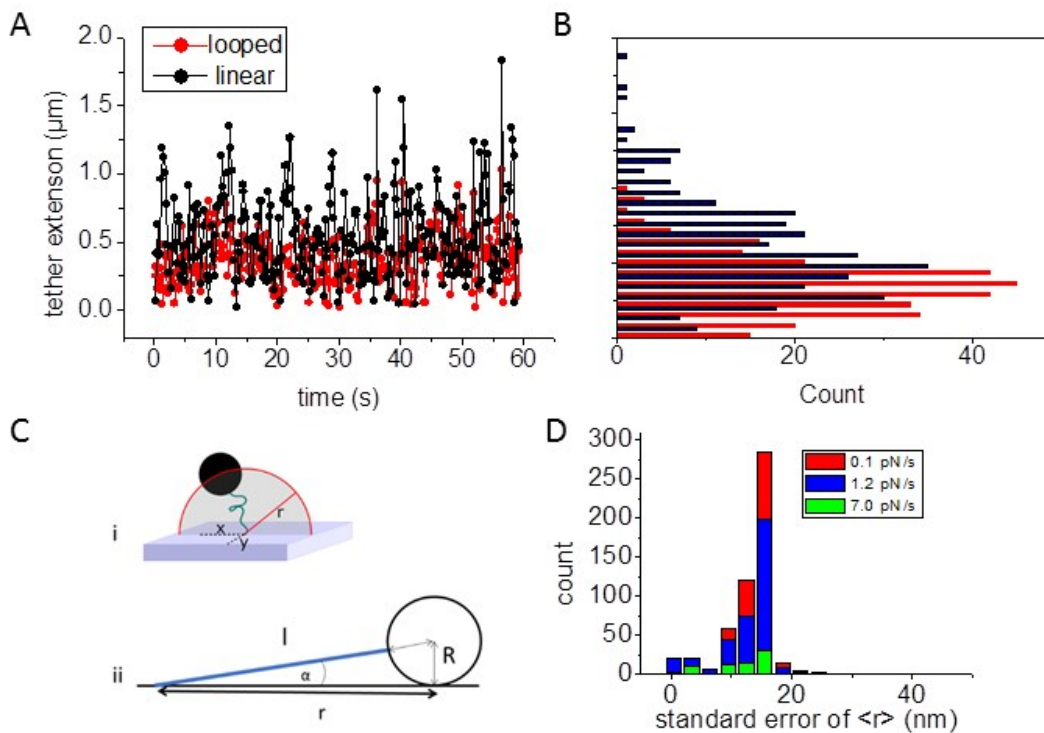 A
2.0
1.5
1.0
0.5
0.0
tether extenson (μm)
looped
linear
0 10 20 30 40 50 60
time (s)
B
0 20 40
Count
C
i
x
y
r
ii
l
α
R
r
D
300
250
200
150
100
50
0
count
0.1 pN/s
1.2 pN/s
7.0 pN/s
0 20 40
standard error of <r> (nm)